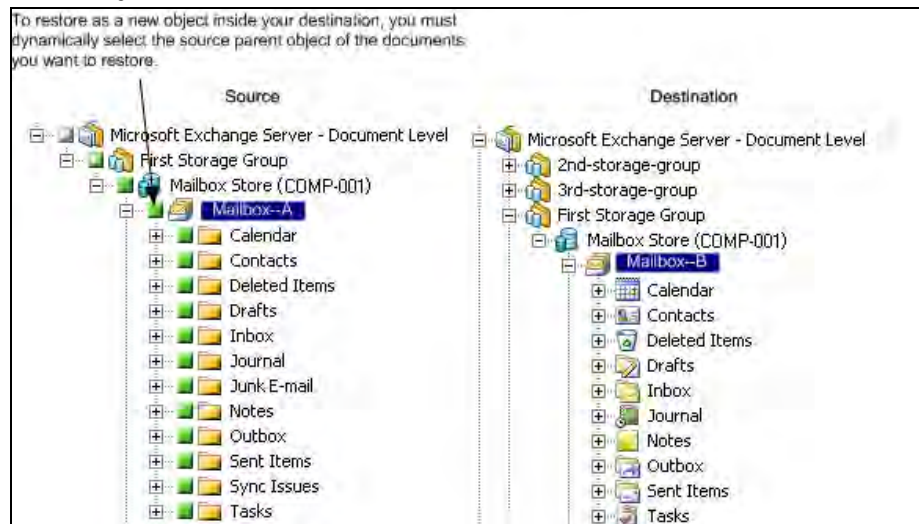 To restore as a new object inside your destination, you must
dynamically select the source parent object of the documents
you want to restore.
Source
Microsoft Exchange Server - Document Level
First Storage Group
Mailbox Store (COMP-001)
Mailbox--A
Calendar
Contacts
Deleted Items
Drafts
Inbox
Journal
Junk E-mail
Notes
Outbox
Sent Items
Sync Issues
Tasks
Destination
Microsoft Exchange Server - Document Level
2nd-storage-group
3rd-storage-group
First Storage Group
Mailbox Store (COMP-001)
Mailbox--B
Calendar
Contacts
Deleted Items
Drafts
Inbox
Journal
Notes
Outbox
Sent Items
Tasks